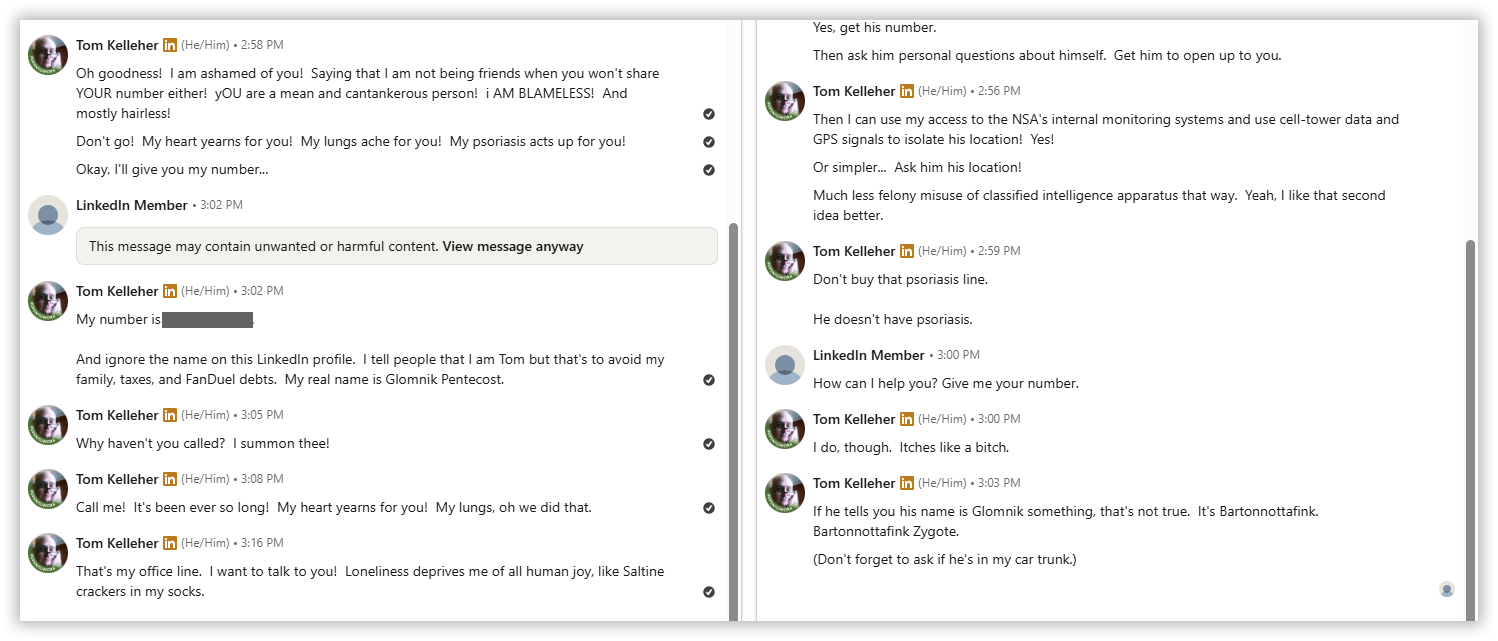 Tom Kelleher in (He/Him) • 2:58 PM
Oh goodness!  I am ashamed of you!  Saying that I am not being friends when you won't share
YOUR number either!  yOU are a mean and cantankerous person!  i AM BLAMELESS!  And
mostly hairless!
Don't go!  My heart yearns for you!  My lungs ache for you!  My psoriasis acts up for you!
Okay, I'll give you my number...
LinkedIn Member • 3:02 PM
This message may contain unwanted or harmful content. View message anyway
Tom Kelleher in (He/Him) • 3:02 PM
My number is
And ignore the name on this LinkedIn profile.  I tell people that I am Tom but that's to avoid my
family, taxes, and FanDuel debts.  My real name is Glomnik Pentecost.
Tom Kelleher in (He/Him) • 3:05 PM
Why haven't you called?  I summon thee!
Tom Kelleher in (He/Him) • 3:08 PM
Call me!  It's been ever so long!  My heart yearns for you!  My lungs, oh we did that.
Tom Kelleher in (He/Him) • 3:16 PM
That's my office line.  I want to talk to you!  Loneliness deprives me of all human joy, like Saltine
crackers in my socks.
Yes, get his number.
Then ask him personal questions about himself.  Get him to open up to you.
Tom Kelleher in (He/Him) • 2:56 PM
Then I can use my access to the NSA's internal monitoring systems and use cell-tower data and
GPS signals to isolate his location!  Yes!
Or simpler...  Ask him his location!
Much less felony misuse of classified intelligence apparatus that way.  Yeah, I like that second
idea better.
Tom Kelleher in (He/Him) • 2:59 PM
Don't buy that psoriasis line.
He doesn't have psoriasis.
LinkedIn Member • 3:00 PM
How can I help you? Give me your number.
Tom Kelleher in (He/Him) • 3:00 PM
I do, though.  Itches like a bitch.
Tom Kelleher in (He/Him) • 3:03 PM
If he tells you his name is Glomnik something, that's not true.  It's Bartonnottafink.
Bartonnottafink Zygote.
(Don't forget to ask if he's in my car trunk.)